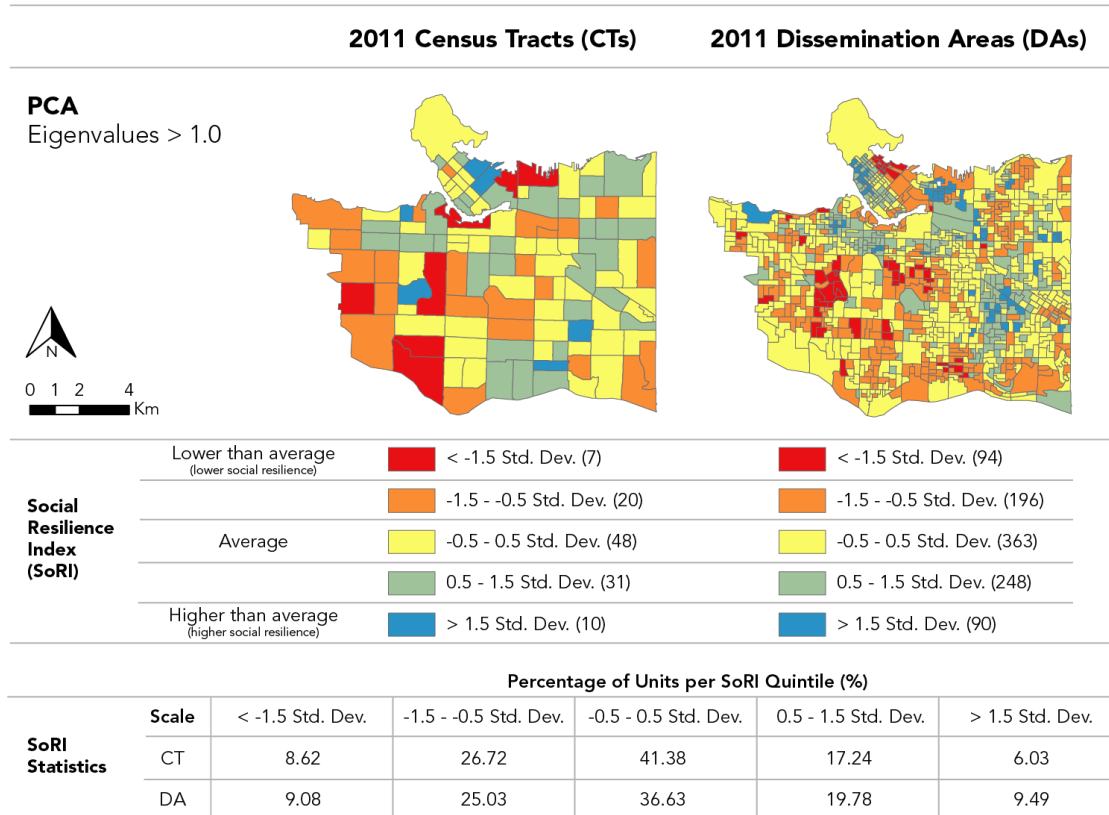 2011 Census Tracts (CTs) 2011 Dissemination Areas (DAs)
PCA
Eigenvalues > 1.0
N
0 1 2 4
Km
Social
Resilience
Index
(SoRI)
Lower than average
(lower social resilience)
< -1.5 Std. Dev. (7) < -1.5 Std. Dev. (94)
-1.5 - -0.5 Std. Dev. (20) -1.5 - -0.5 Std. Dev. (196)
Average -0.5 - 0.5 Std. Dev. (48) -0.5 - 0.5 Std. Dev. (363)
0.5 - 1.5 Std. Dev. (31) 0.5 - 1.5 Std. Dev. (248)
Higher than average
(higher social resilience)
> 1.5 Std. Dev. (10) > 1.5 Std. Dev. (90)
Percentage of Units per SoRI Quintile (%)
SoRI
Statistics
Scale < -1.5 Std. Dev. -1.5 - -0.5 Std. Dev. -0.5 - 0.5 Std. Dev. 0.5 - 1.5 Std. Dev. > 1.5 Std. Dev.
CT 8.62 26.72 41.38 17.24 6.03
DA 9.08 25.03 36.63 19.78 9.49